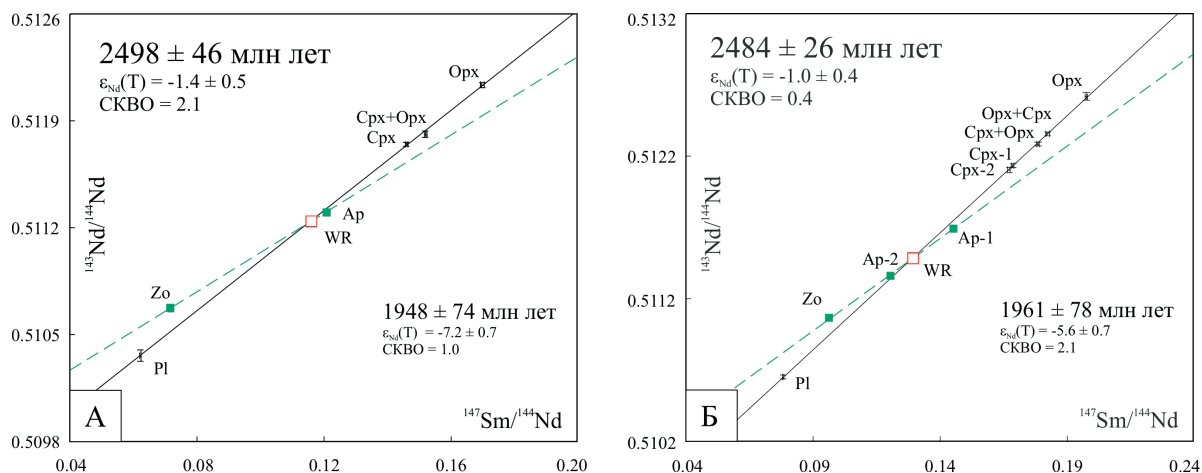 0.5126
0.5119
0.5112
0.5105
0.5098
0.04
0.08
0.12
0.16
0.20
143Nd/144Nd
147Sm/144Nd
2498 ± 46 млн лет
εNd(T) = -1.4 ± 0.5
СКВО = 2.1
Opx
Cpx+Opx
Cpx
Ap
WR
Zo
Pl
1948 ± 74 млн лет
εNd(T) = -7.2 ± 0.7
СКВО = 1.0
А
0.5132
0.5122
0.5112
0.5102
0.04
0.09
0.14
0.19
0.24
143Nd/144Nd
147Sm/144Nd
2484 ± 26 млн лет
εNd(T) = -1.0 ± 0.4
СКВО = 0.4
Opx
Opx+Cpx
Cpx+Opx
Cpx-1
Cpx-2
Ap-1
Ap-2
WR
Zo
Pl
1961 ± 78 млн лет
εNd(T) = -5.6 ± 0.7
СКВО = 2.1
Б